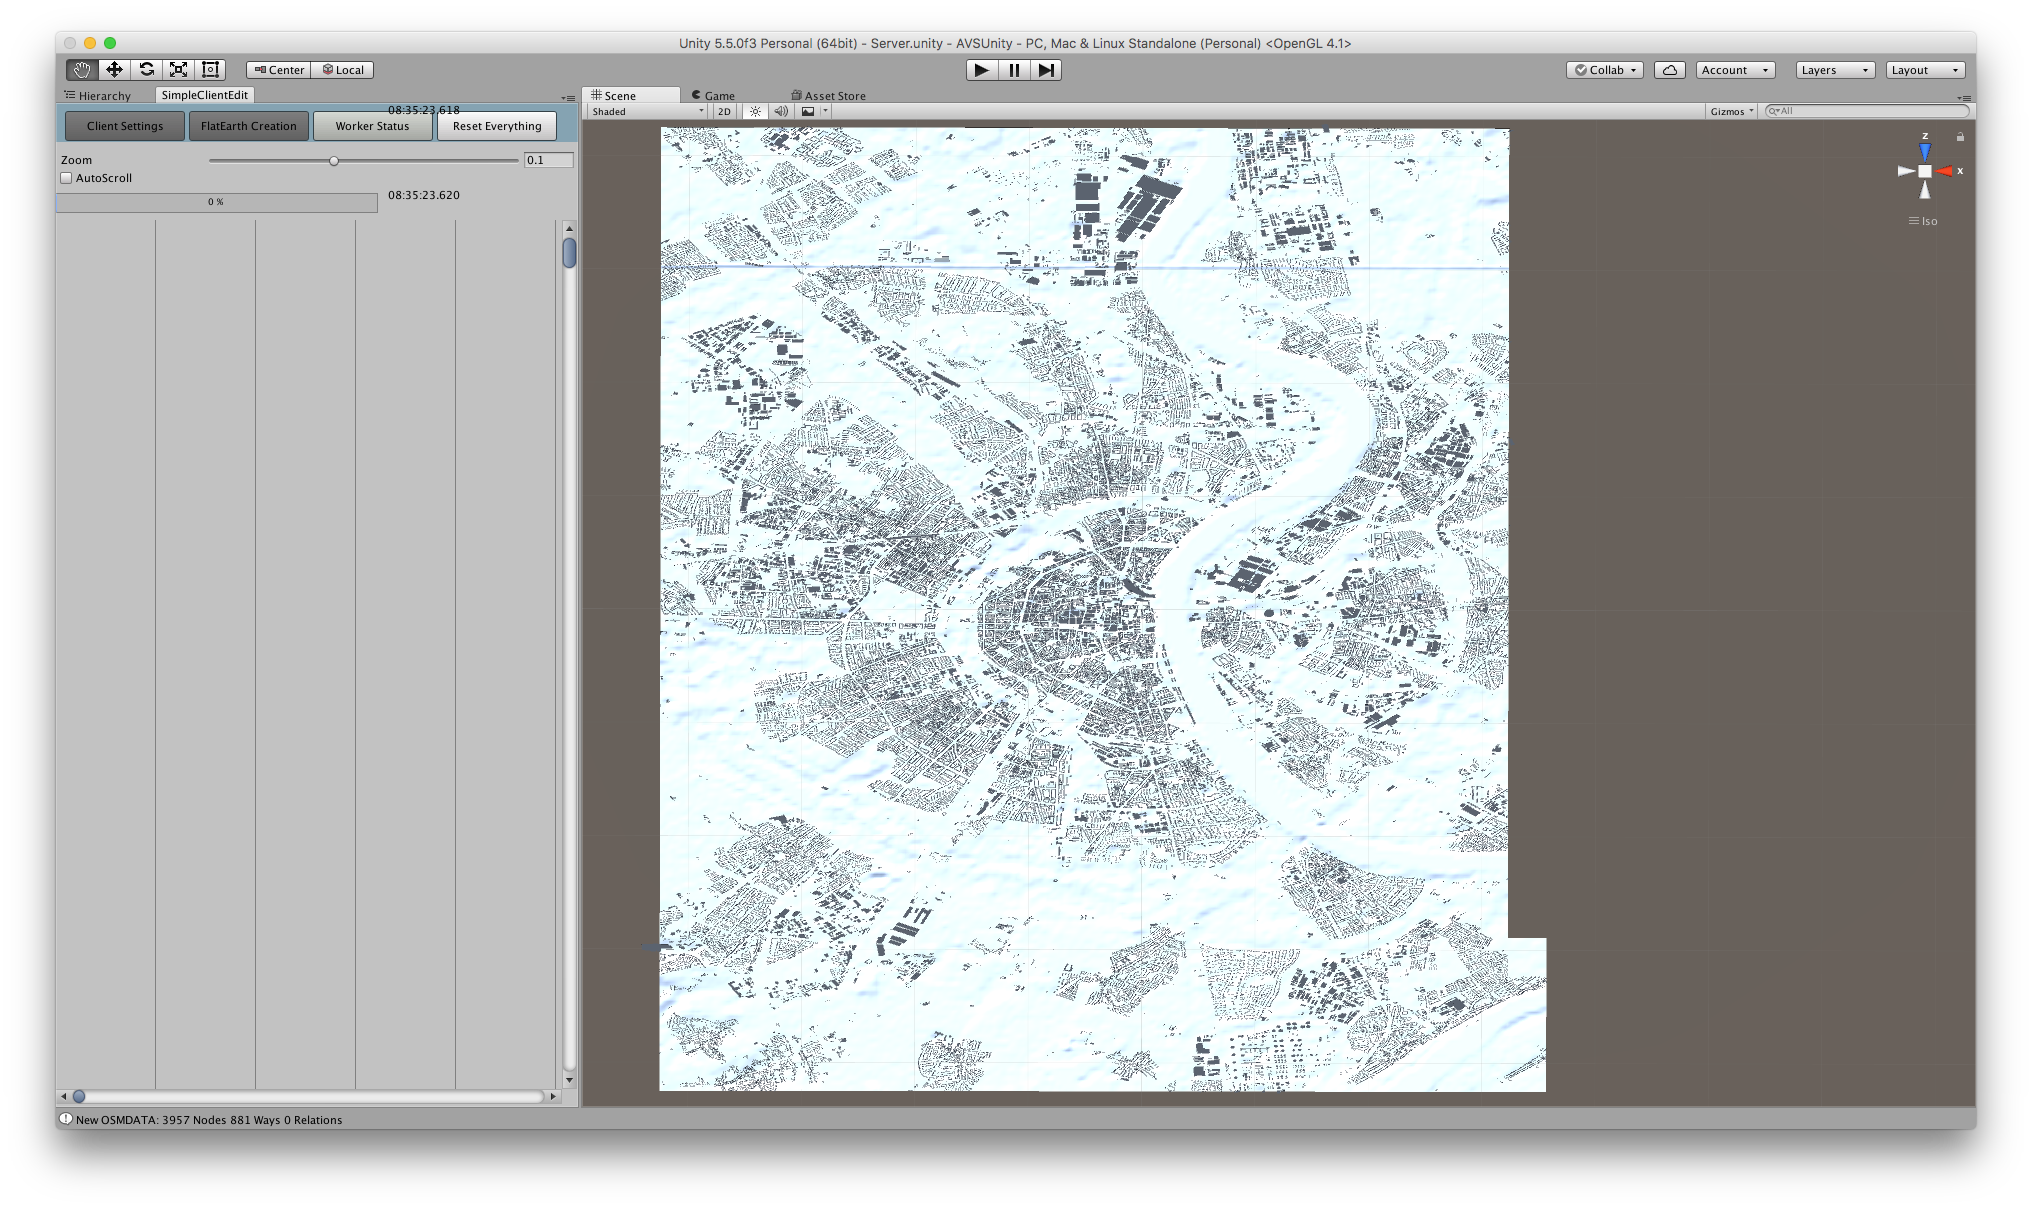 Unity 5.5.0f3 Personal (64bit) - Server.unity - AVSUnity - PC, Mac & Linux Standalone (Personal) <OpenGL 4.1>
Center Local Collab Account Layers Layout
Hierarchy SimpleClientEdit
08:35:23.618
Client Settings FlatEarth Creation Worker Status Reset Everything
Zoom 0.1
AutoScroll
0 % 08:35:23.620
Scene Game Asset Store
Shaded 2D Gizmos All
z
x
Iso
New OSMDATA: 3957 Nodes 881 Ways 0 Relations